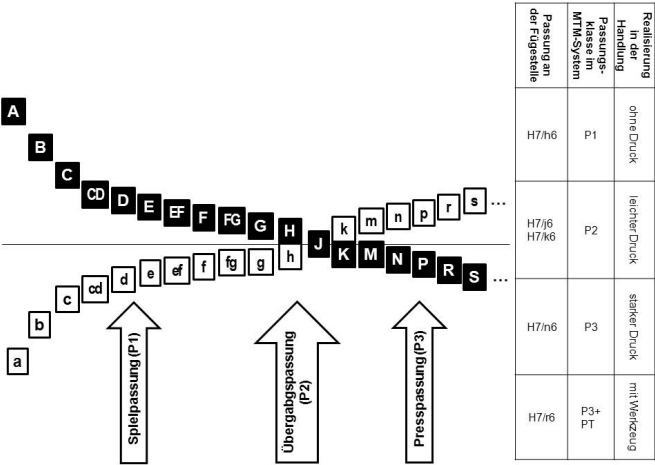 A
B
C
CD
D
E
EF
F
FG
G
H
J
K
M
N
P
R
S
...
a
b
c
cd
d
e
ef
f
fg
g
h
k
m
n
p
r
s
...
Spielpassung (P1)
Übergabgspassung
(P2)
Presspassung(P3)
Passung an
der Fügestelle
Passungs-
klasse im
MTM-System
Realisierung
in der
Handlung
H7/h6
P1
ohne Druck
H7/j6
H7/k6
P2
leichter Druck
H7/n6
P3
starker Druck
H7/r6
P3+
PT
mit Werkzeug